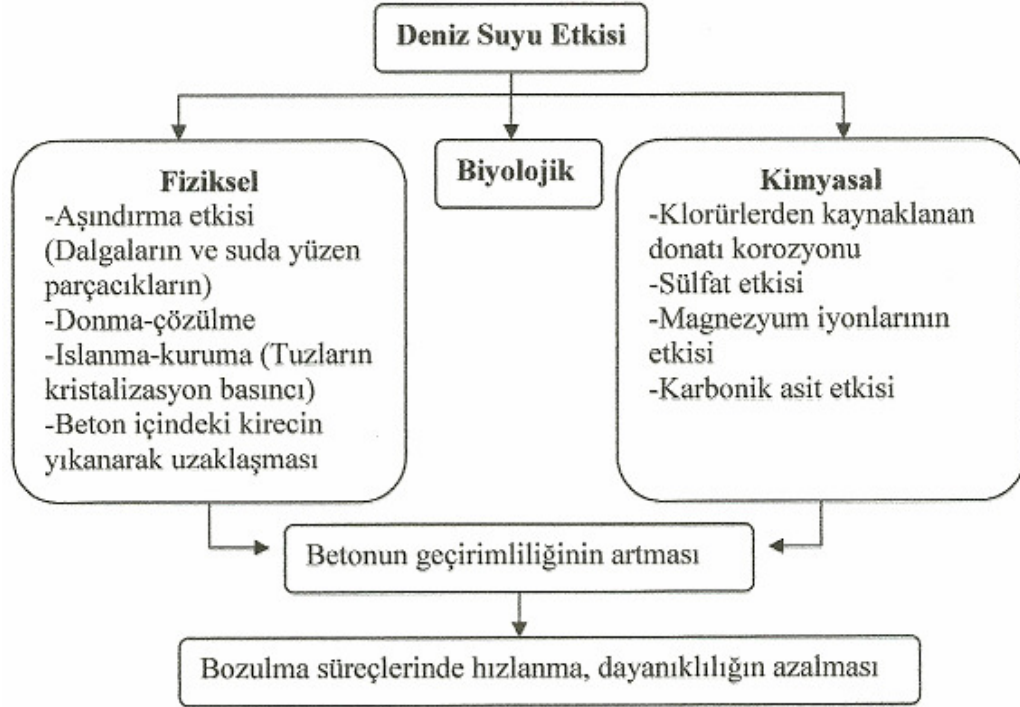 Deniz Suyu Etkisi
Fiziksel
-Aşındırma etkisi
(Dalgaların ve suda yüzen
parçacıkların)
-Donma-çözülme
-Islanma-kuruma (Tuzların
kristalizasyon basıncı)
-Beton içindeki kirecin
yıkanarak uzaklaşması
Biyolojik
Kimyasal
-Klorürlerden kaynaklanan
donatı korozyonu
-Sülfat etkisi
-Magnezyum iyonlarının
etkisi
-Karbonik asit etkisi
Betonun geçirimliliğinin artması
Bozulma süreçlerinde hızlanma, dayanıklılığın azalması